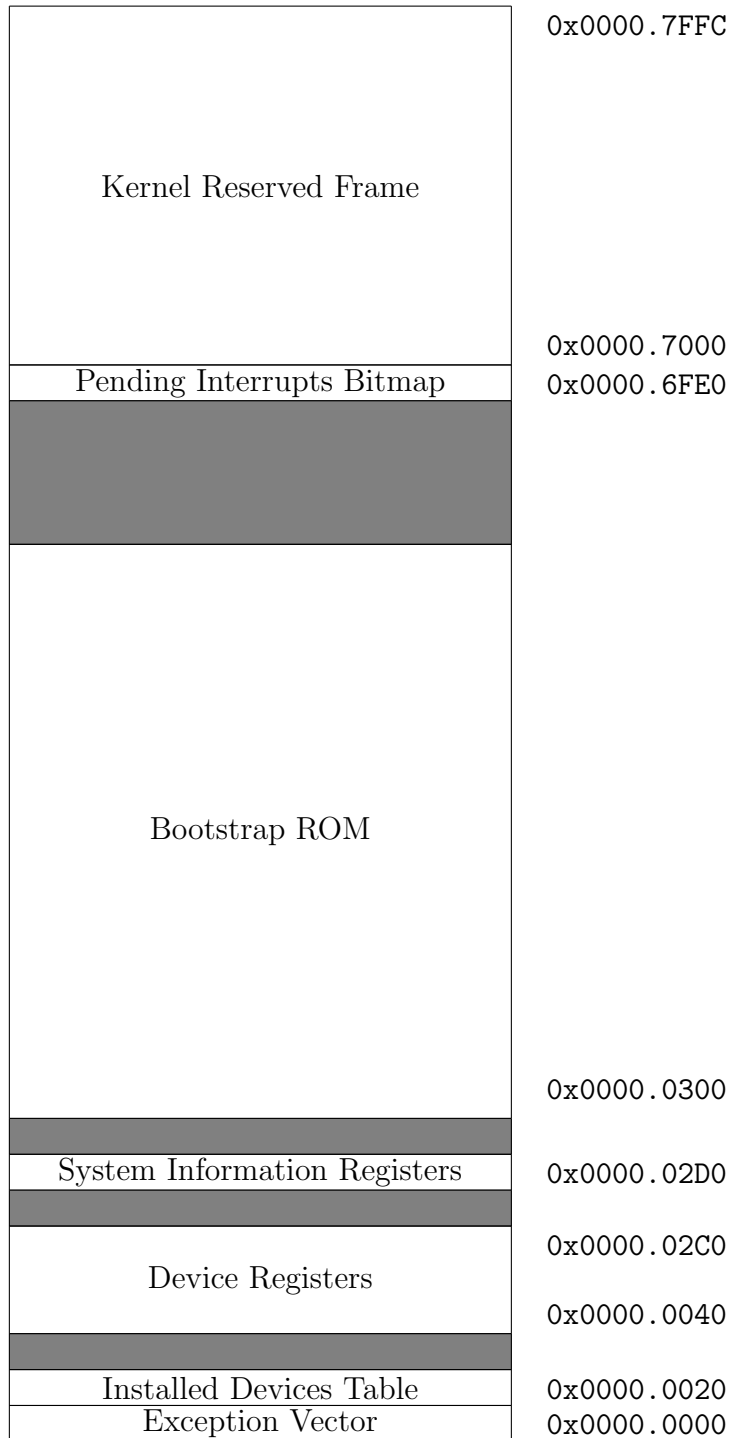 0x0000.7FFC
Kernel Reserved Frame
0x0000.7000
Pending Interrupts Bitmap 0x0000.6FE0
Bootstrap ROM
0x0000.0300
System Information Registers 0x0000.02D0
0x0000.02C0
Device Registers
0x0000.0040
Installed Devices Table 0x0000.0020
Exception Vector 0x0000.0000